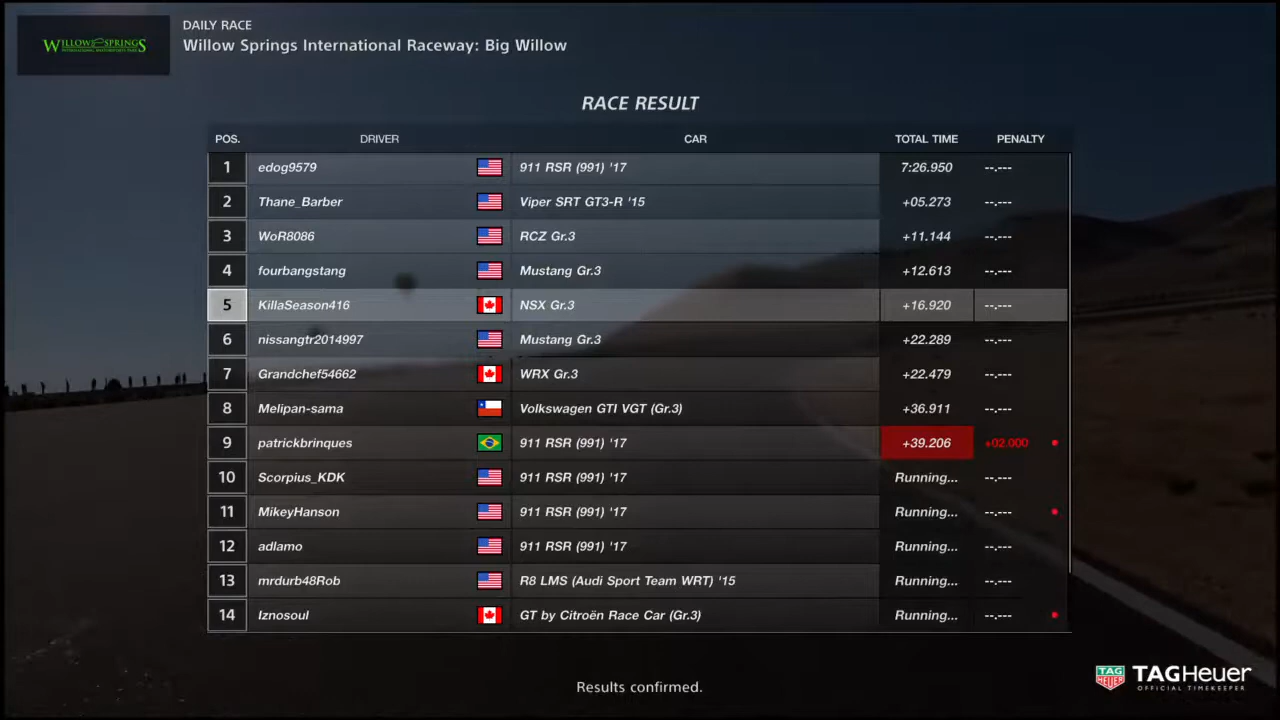 WILLOW SPRINGS
INTERNATIONAL MOTORSPORTS PARK
DAILY RACE
Willow Springs International Raceway: Big Willow
RACE RESULT
POS. DRIVER CAR TOTAL TIME PENALTY
1 edog9579 911 RSR (991) '17 7:26.950 --.---
2 Thane_Barber Viper SRT GT3-R '15 +05.273 --.---
3 WoR8086 RCZ Gr.3 +11.144 --.---
4 fourbangstang Mustang Gr.3 +12.613 --.---
5 KillaSeason416 NSX Gr.3 +16.920 --.---
6 nissangtr2014997 Mustang Gr.3 +22.289 --.---
7 Grandchef54662 WRX Gr.3 +22.479 --.---
8 Melipan-sama Volkswagen GTI VGT (Gr.3) +36.911 --.---
9 patrickbrinques 911 RSR (991) '17 +39.206 +02.000
10 Scorpius_KDK 911 RSR (991) '17 Running... --.---
11 MikeyHanson 911 RSR (991) '17 Running... --.---
12 adlamo 911 RSR (991) '17 Running... --.---
13 mrdurb48Rob R8 LMS (Audi Sport Team WRT) '15 Running... --.---
14 Iznosoul GT by Citroën Race Car (Gr.3) Running... --.---
Results confirmed.
TAG HEUER TAGHeuer
OFFICIAL TIMEKEEPER